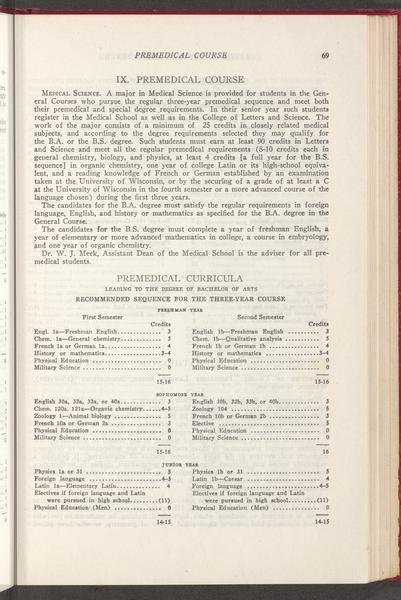 PREMEDICAL COURSE 69
IX. PREMEDICAL COURSE
MEDICAL SCIENCE. A major in Medical Science is provided for students in the Gen-
eral Courses who pursue the regular three-year premedical sequence and meet both
their premedical and special degree requirements. In their senior year such students
register in the Medical School as well as in the College of Letters and Science. The
work of the major consists of a minimum of 25 credits in closely related medical
subjects, and according to the degree requirements selected they may qualify for
the B.A. or the B.S. degree. Such students must earn at least 90 credits in Letters
and Science and meet all the regular premedical requirements (8-10 credits each in
general chemistry, biology, and physics, at least 4 credits [a full year for the B.S.
sequence] in organic chemistry, one year of college Latin or its high-school equiva-
lent, and a reading knowledge of French or German established by an examination
taken at the University of Wisconsin, or by the securing of a grade of at least a C
at the University of Wisconsin in the fourth semester or a more advanced course of the
language chosen) during the first three years.
The candidates for the B.A. degree must satisfy the regular requirements in foreign
language, English, and history or mathematics as specified for the B.A. degree in the
General Course.
The candidates for the B.S. degree must complete a year of freshman English, a
year of elementary or more advanced mathematics in college, a course in embryology,
and one year of organic chemistry.
Dr. W. J. Meek, Assistant Dean of the Medical School is the adviser for all pre-
medical students.
PREMEDICAL CURRICULA
LEADING TO THE DEGREE OF BACHELOR OF ARTS
RECOMMENDED SEQUENCE FOR THE THREE-YEAR COURSE
FRESHMAN YEAR
First Semester
Credits
Engl. 1a—Freshman English 3
Chem. 1a—General chemistry 5
French 1a or German 1a 4
History or mathematics 3-4
Physical Education 0
Military Science 0
15-16
Second Semester
Credits
English 1b—Freshman English 3
Chem. 1b—Qualitative analysis 5
French 1b or German 1b 4
History or mathematics 3-4
Physical Education 0
Military Science 0
15-16
SOPHOMORE YEAR
English 30a, 32a, 33a, or 40a 3
Chem. 120a, 121a—Organic chemistry 4-5
Zoology 1—Animal biology 5
French 10a or German 2a 3
Physical Education 0
Military Science 0
15-16
English 30b, 32b, 33b, or 40b 3
Zoology 104 5
French 10b or German 2b 3
Elective 5
Physical Education 0
Military Science 0
16
JUNIOR YEAR
Physics 1a or 31 5
Foreign language 4-5
Latin 1a—Elementary Latin 4
Electives if foreign language and Latin
were pursued in high school (11)
Physical Education (Men) 0
14-15
Physics 1b or 31 5
Latin 1b—Caesar 4
Foreign language 4-5
Electives if foreign language and Latin
were pursued in high school (11)
Physical Education (Men) 0
14-15